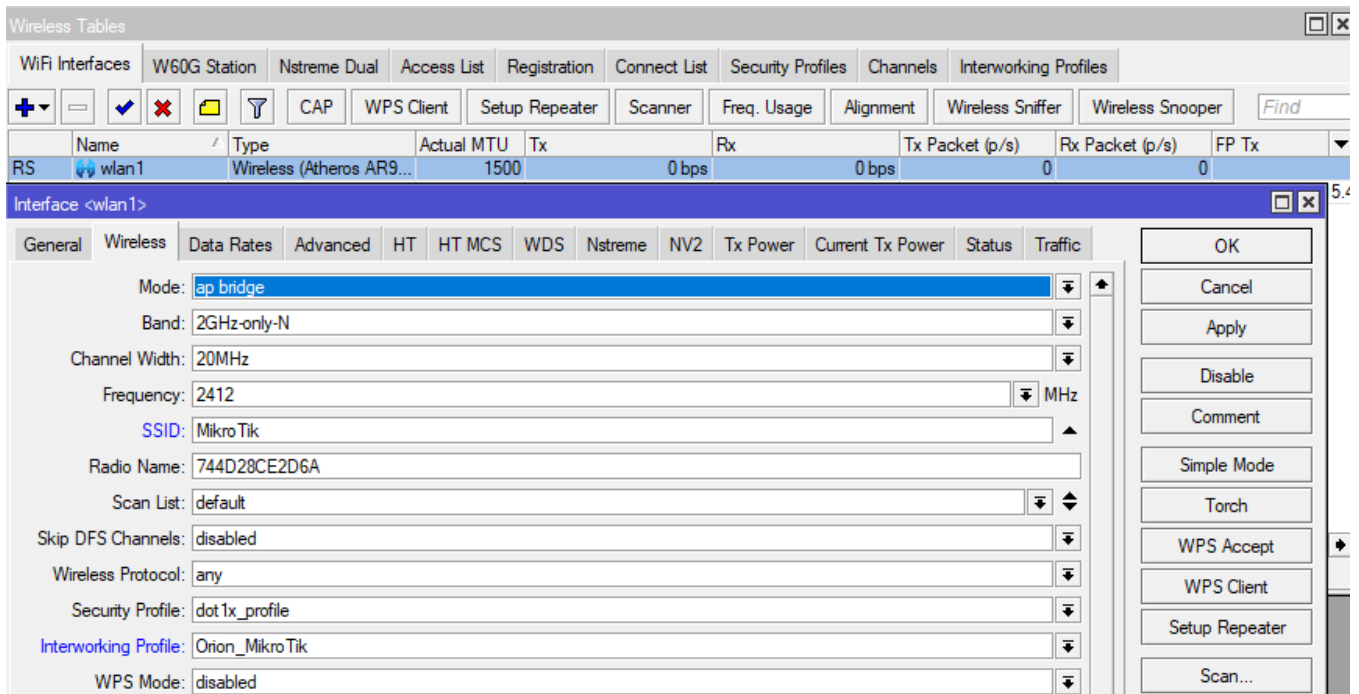 Wireless Tables
WiFi Interfaces W60G Station Nstreme Dual Access List Registration Connect List Security Profiles Channels Interworking Profiles
CAP WPS Client Setup Repeater Scanner Freq. Usage Alignment Wireless Sniffer Wireless Snooper Find
Name Type Actual MTU Tx Rx Tx Packet (p/s) Rx Packet (p/s) FP Tx
RS wlan1 Wireless (Atheros AR9... 1500 0 bps 0 bps 0 0
Interface <wlan1>
5.4
General Wireless Data Rates Advanced HT HT MCS WDS Nstreme NV2 Tx Power Current Tx Power Status Traffic OK
Mode: ap bridge Cancel
Band: 2GHz-only-N Apply
Channel Width: 20MHz
Disable
Frequency: 2412 MHz
Comment
SSID: MikroTik
Radio Name: 744D28CE2D6A Simple Mode
Scan List: default Torch
Skip DFS Channels: disabled WPS Accept
Wireless Protocol: any WPS Client
Security Profile: dot1x_profile Setup Repeater
Interworking Profile: Orion_MikroTik
WPS Mode: disabled Scan...